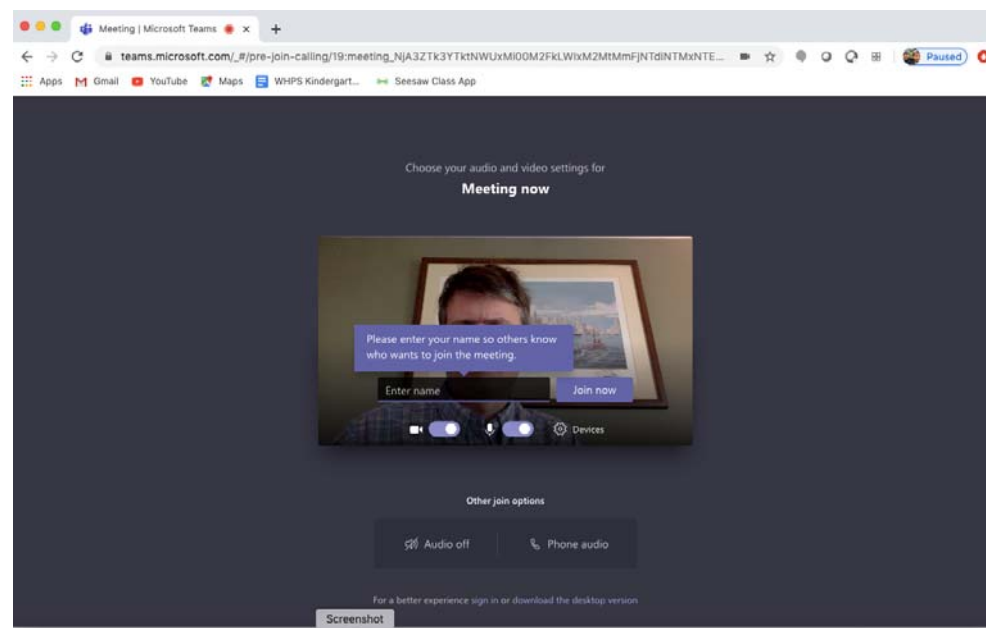 Meeting | Microsoft Teams
teams.microsoft.com/_#/pre-join-calling/19:meeting_NjA3ZTk3YTktNWUxMi00M2FkLWIxM2MtMmFjNTdlNTMxNTE...
Paused
Apps Gmail YouTube Maps WHPS Kindergart... Seesaw Class App
Choose your audio and video settings for
Meeting now
Please enter your name so others know
who wants to join the meeting.
Enter name Join now
Devices
Other join options
Audio off Phone audio
For a better experience sign in or download the desktop version
Screenshot